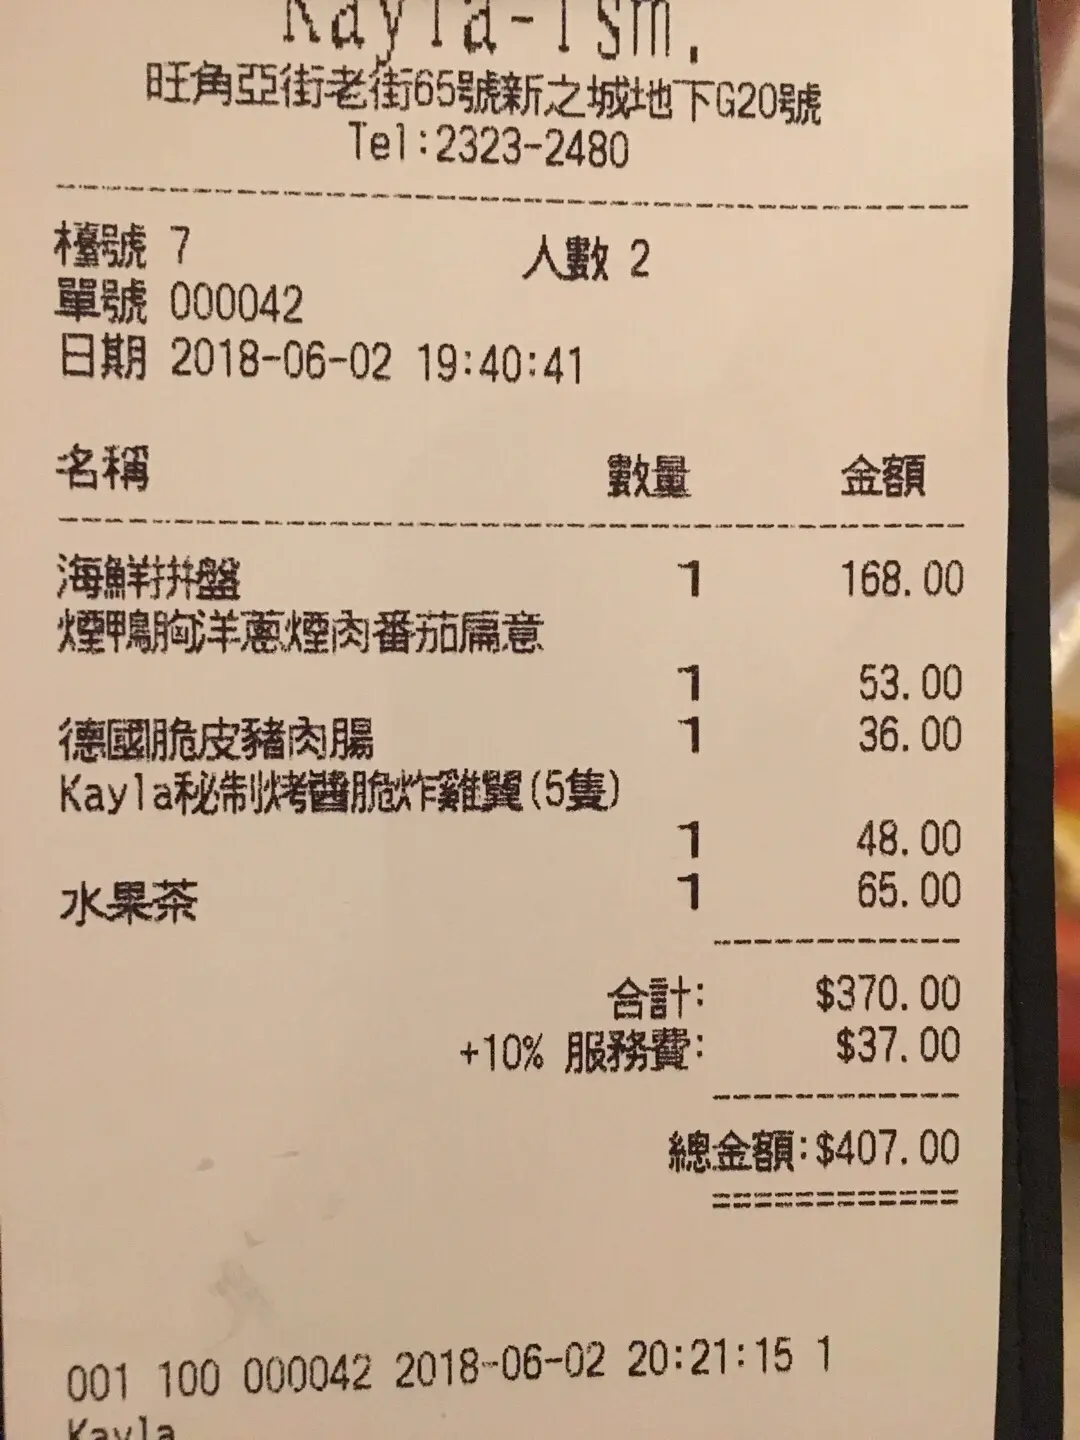 Kayla-Ism.
旺角亞街老街65號新之城地下G20號
Tel:2323-2480
檯號 7 人數 2
單號 000042
日期 2018-06-02 19:40:41
名稱 數量 金額
海鮮拼盤 1 168.00
煙鴨胸洋蔥煙肉番茄扁意
1 53.00
德國脆皮豬肉腸 1 36.00
Kayla秘制烤醬脆炸雞翼(5隻)
1 48.00
水果茶 1 65.00
合計: $370.00
+10% 服務費: $37.00
總金額:$407.00
001 100 000042 2018-06-02 20:21:15 1
Kayla